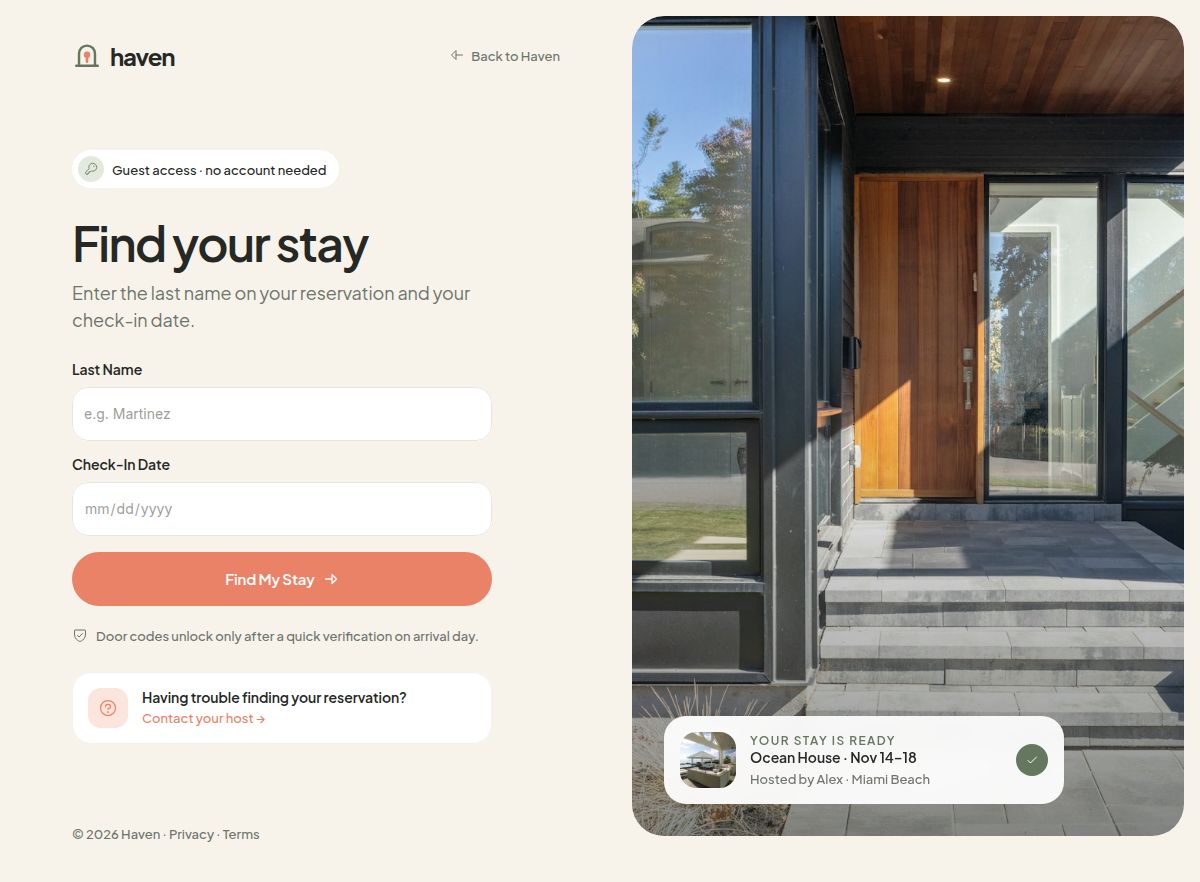 haven
Back to Haven
Guest access · no account needed
Find your stay
Enter the last name on your reservation and your
check-in date.
Last Name
e.g. Martinez
Check-In Date
mm/dd/yyyy
Find My Stay →
Door codes unlock only after a quick verification on arrival day.
Having trouble finding your reservation?
Contact your host →
© 2026 Haven · Privacy · Terms
YOUR STAY IS READY
Ocean House · Nov 14–18
Hosted by Alex · Miami Beach